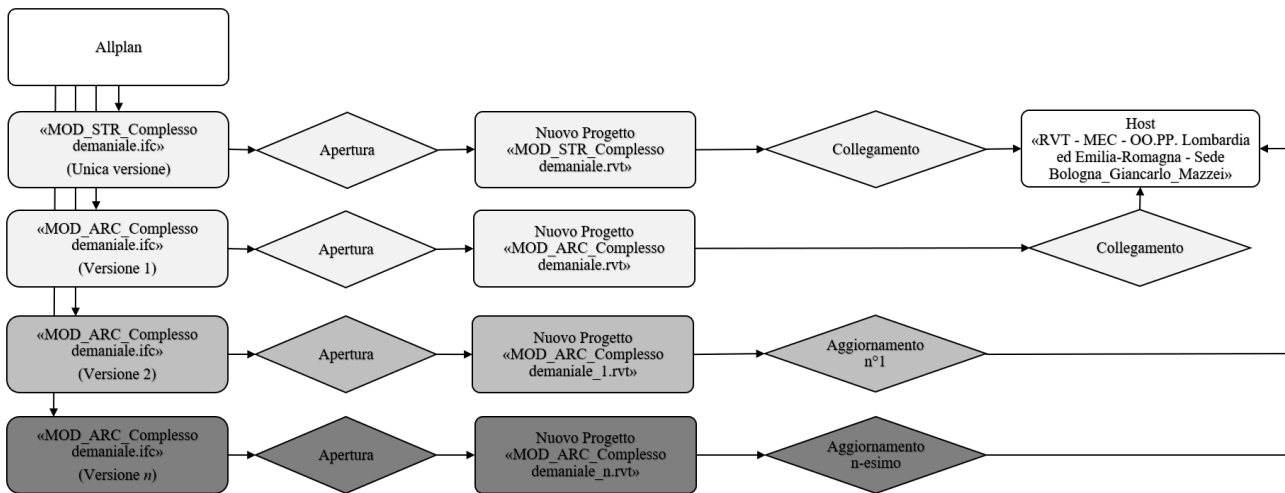 Allplan
«MOD_STR_Complesso
demaniale.ifc»
(Unica versione)
Apertura
Nuovo Progetto
«MOD_STR_Complesso
demaniale.rvt»
Collegamento
Host
«RVT - MEC - OO.PP. Lombardia
ed Emilia-Romagna - Sede
Bologna_Giancarlo_Mazzei»
«MOD_ARC_Complesso
demaniale.ifc»
(Versione 1)
Apertura
Nuovo Progetto
«MOD_ARC_Complesso
demaniale.rvt»
Collegamento
«MOD_ARC_Complesso
demaniale.ifc»
(Versione 2)
Apertura
Nuovo Progetto
«MOD_ARC_Complesso
demaniale_1.rvt»
Aggiornamento
n°1
«MOD_ARC_Complesso
demaniale.ifc»
(Versione n)
Apertura
Nuovo Progetto
«MOD_ARC_Complesso
demaniale_n.rvt»
Aggiornamento
n-esimo